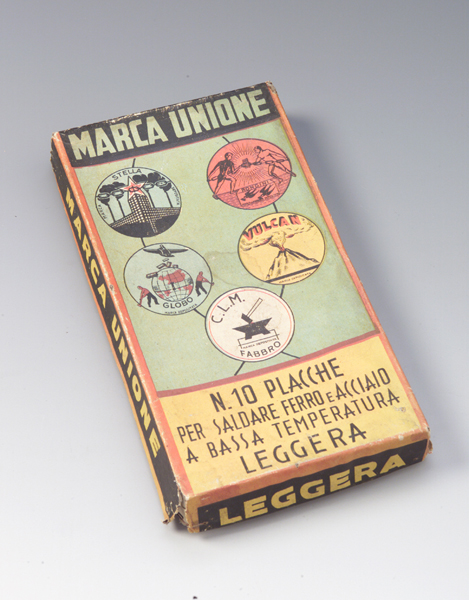 MARCA UNIONE
STELLA
VULCAN
GLOBO
C.L.M.
FABBRO
N. 10 PLACCHE
PER SALDARE FERRO E ACCIAIO
A BASSA TEMPERATURA
LEGGERA
LEGGERA
MARCA UNIONE